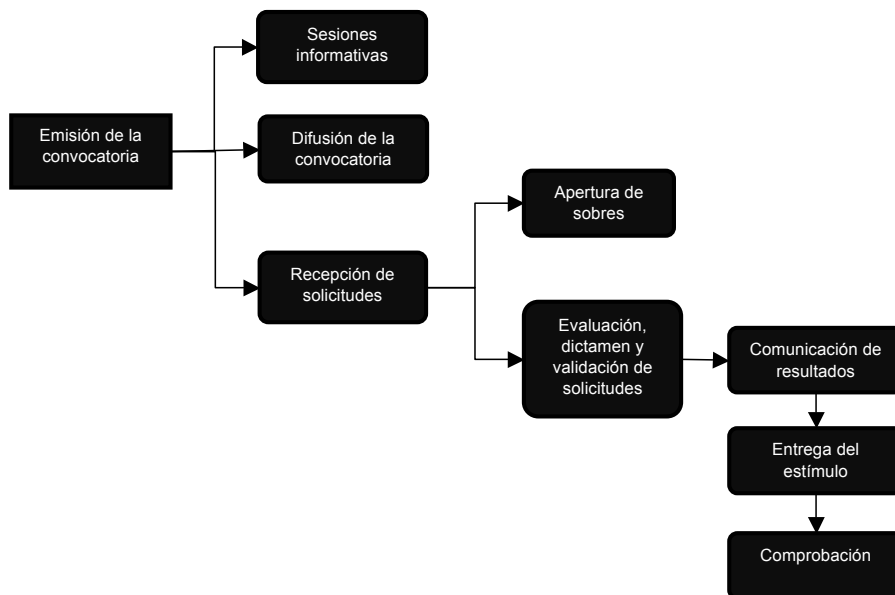 Sesiones
informativas
Emisión de la
convocatoria
Difusión de la
convocatoria
Recepción de
solicitudes
Apertura de
sobres
Evaluación,
dictamen y
validación de
solicitudes
Comunicación de
resultados
Entrega del
estímulo
Comprobación